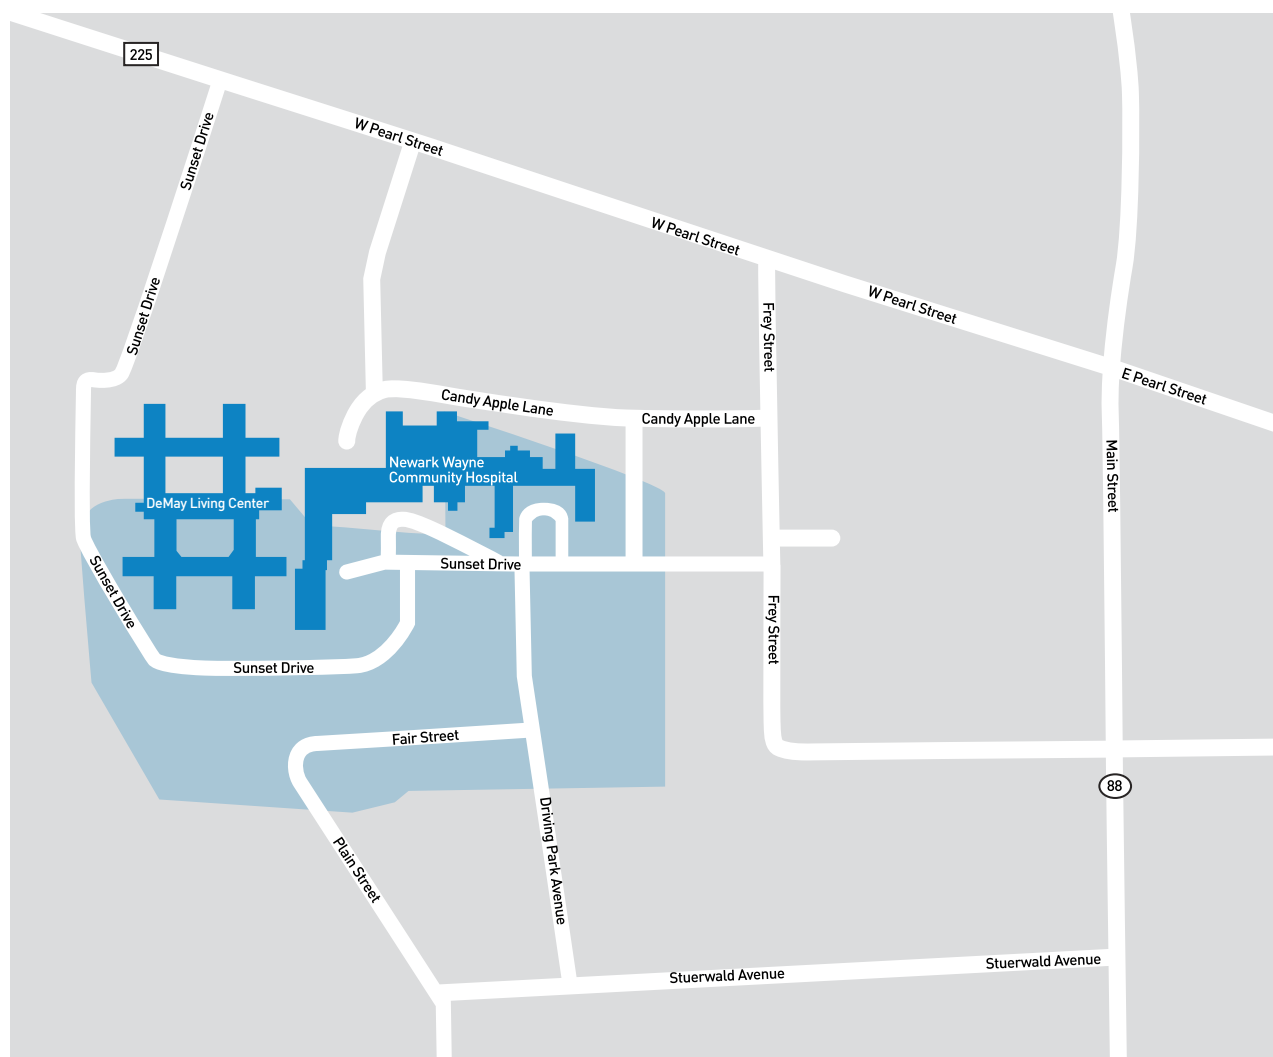 225
Sunset Drive
W Pearl Street
W Pearl Street
Sunset Drive
W Pearl Street
Frey Street
E Pearl Street
Candy Apple Lane
Candy Apple Lane
Main Street
Newark Wayne
Community Hospital
DeMay Living Center
Sunset Drive
Sunset Drive
Frey Street
Sunset Drive
Fair Street
88
Driving Park Avenue
Plain Street
Stuerwald Avenue
Stuerwald Avenue